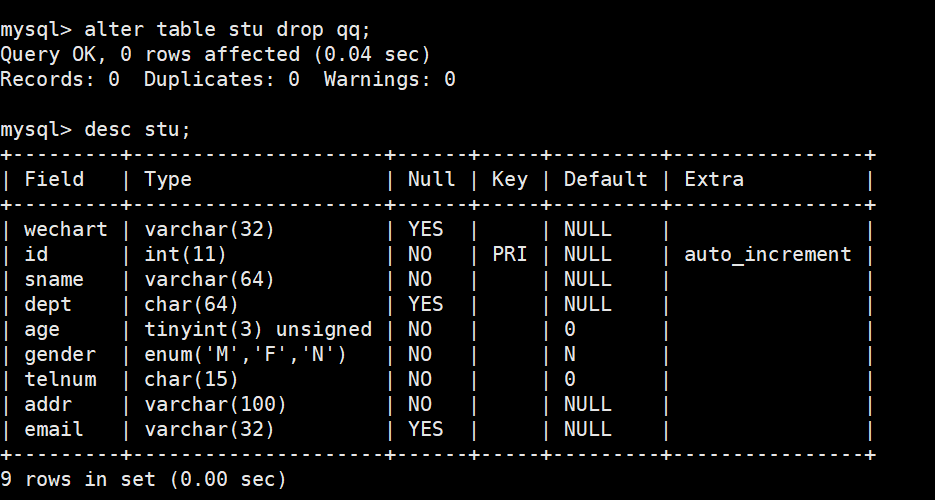 mysql> alter table stu drop qq;
Query OK, 0 rows affected (0.04 sec)
Records: 0  Duplicates: 0  Warnings: 0

mysql> desc stu;
+---------+---------------------+------+-----+---------+----------------+
| Field   | Type                | Null | Key | Default | Extra          |
+---------+---------------------+------+-----+---------+----------------+
| wechart | varchar(32)         | YES  |     | NULL    |                |
| id      | int(11)             | NO   | PRI | NULL    | auto_increment |
| sname   | varchar(64)         | NO   |     | NULL    |                |
| dept    | char(64)            | YES  |     | NULL    |                |
| age     | tinyint(3) unsigned | NO   |     | 0       |                |
| gender  | enum('M','F','N')   | NO   |     | N       |                |
| telnum  | char(15)            | NO   |     | 0       |                |
| addr    | varchar(100)        | NO   |     | NULL    |                |
| email   | varchar(32)         | YES  |     | NULL    |                |
+---------+---------------------+------+-----+---------+----------------+
9 rows in set (0.00 sec)